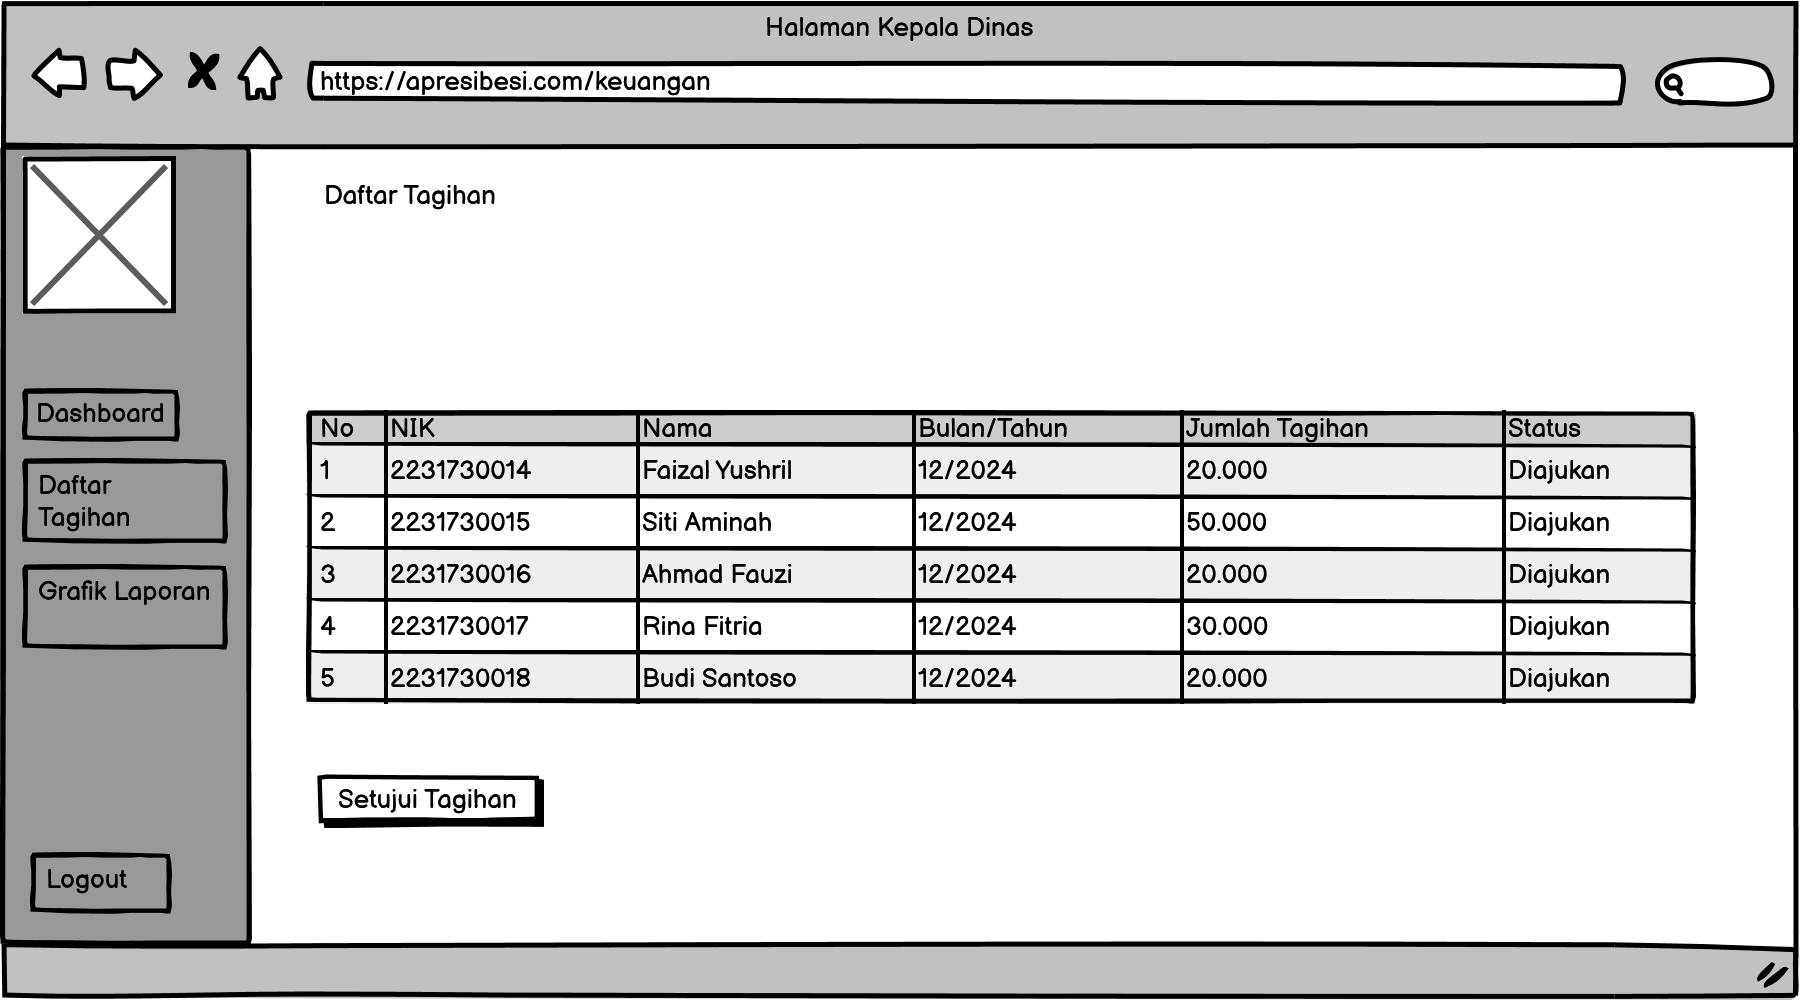 Halaman Kepala Dinas
https://apresibesi.com/keuangan
Daftar Tagihan
Dashboard
Daftar
Tagihan
Grafik Laporan
Logout
No NIK Nama Bulan/Tahun Jumlah Tagihan Status
1 2231730014 Faizal Yushril 12/2024 20.000 Diajukan
2 2231730015 Siti Aminah 12/2024 50.000 Diajukan
3 2231730016 Ahmad Fauzi 12/2024 20.000 Diajukan
4 2231730017 Rina Fitria 12/2024 30.000 Diajukan
5 2231730018 Budi Santoso 12/2024 20.000 Diajukan
Setujui Tagihan